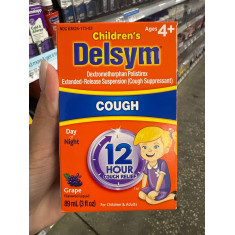 Children's
Ages 4+
Delsym
Dextromethorphan Polistirex
Extended-Release Suspension (Cough Suppressant)
COUGH
Day
or
Night
12
HOUR
COUGH RELIEF
Grape
89 mL (3 fl oz)
For Children & Adults